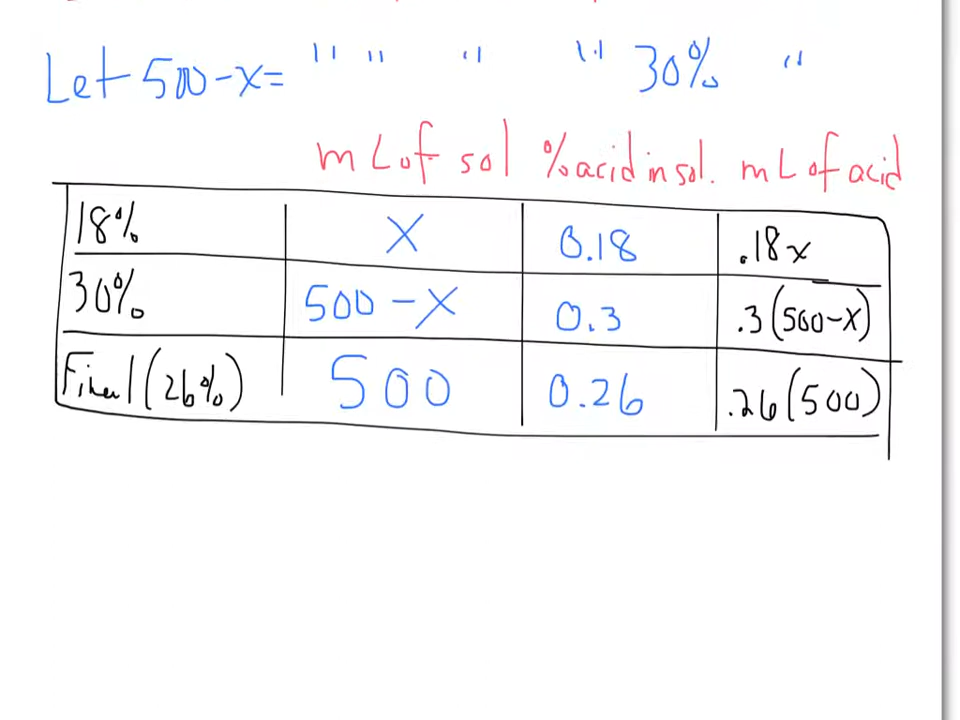 Let 500-x= " " " " 30% "
mL of sol % acid in sol. mL of acid
18% X 0.18 .18x
30% 500-X 0.3 .3(500-X)
Final (26%) 500 0.26 .26(500)